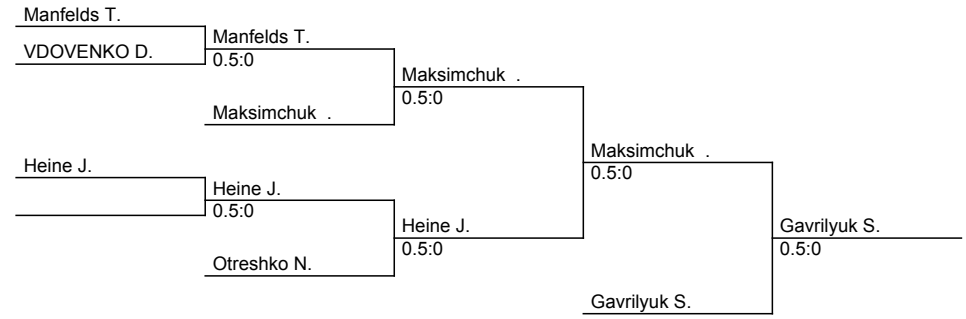 Manfelds T.
VDOVENKO D.
Manfelds T.
0.5:0
Maksimchuk .
Maksimchuk .
0.5:0
Heine J.
Heine J.
0.5:0
Otreshko N.
Heine J.
0.5:0
Maksimchuk .
0.5:0
Gavrilyuk S.
Gavrilyuk S.
0.5:0